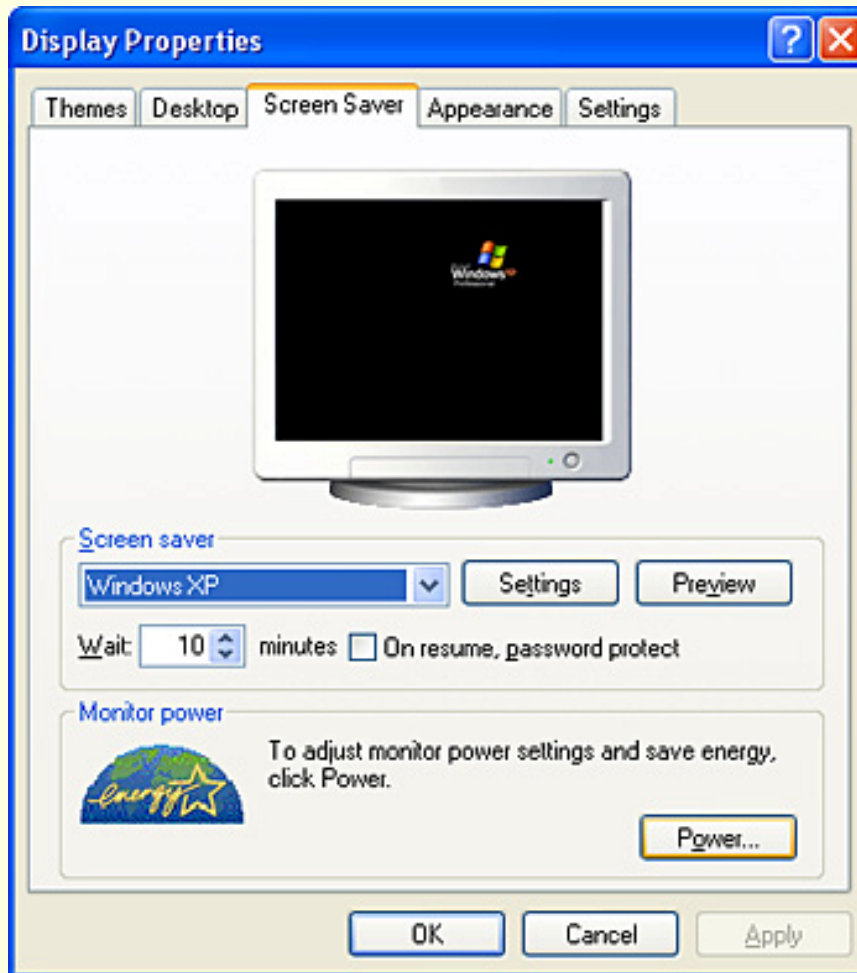 Display Properties
Themes Desktop Screen Saver Appearance Settings
Windows xp
Professional
Screen saver
Windows XP Settings Preview
Wait: 10 minutes On resume, password protect
Monitor power
To adjust monitor power settings and save energy,
click Power.
energy
Power...
OK Cancel Apply